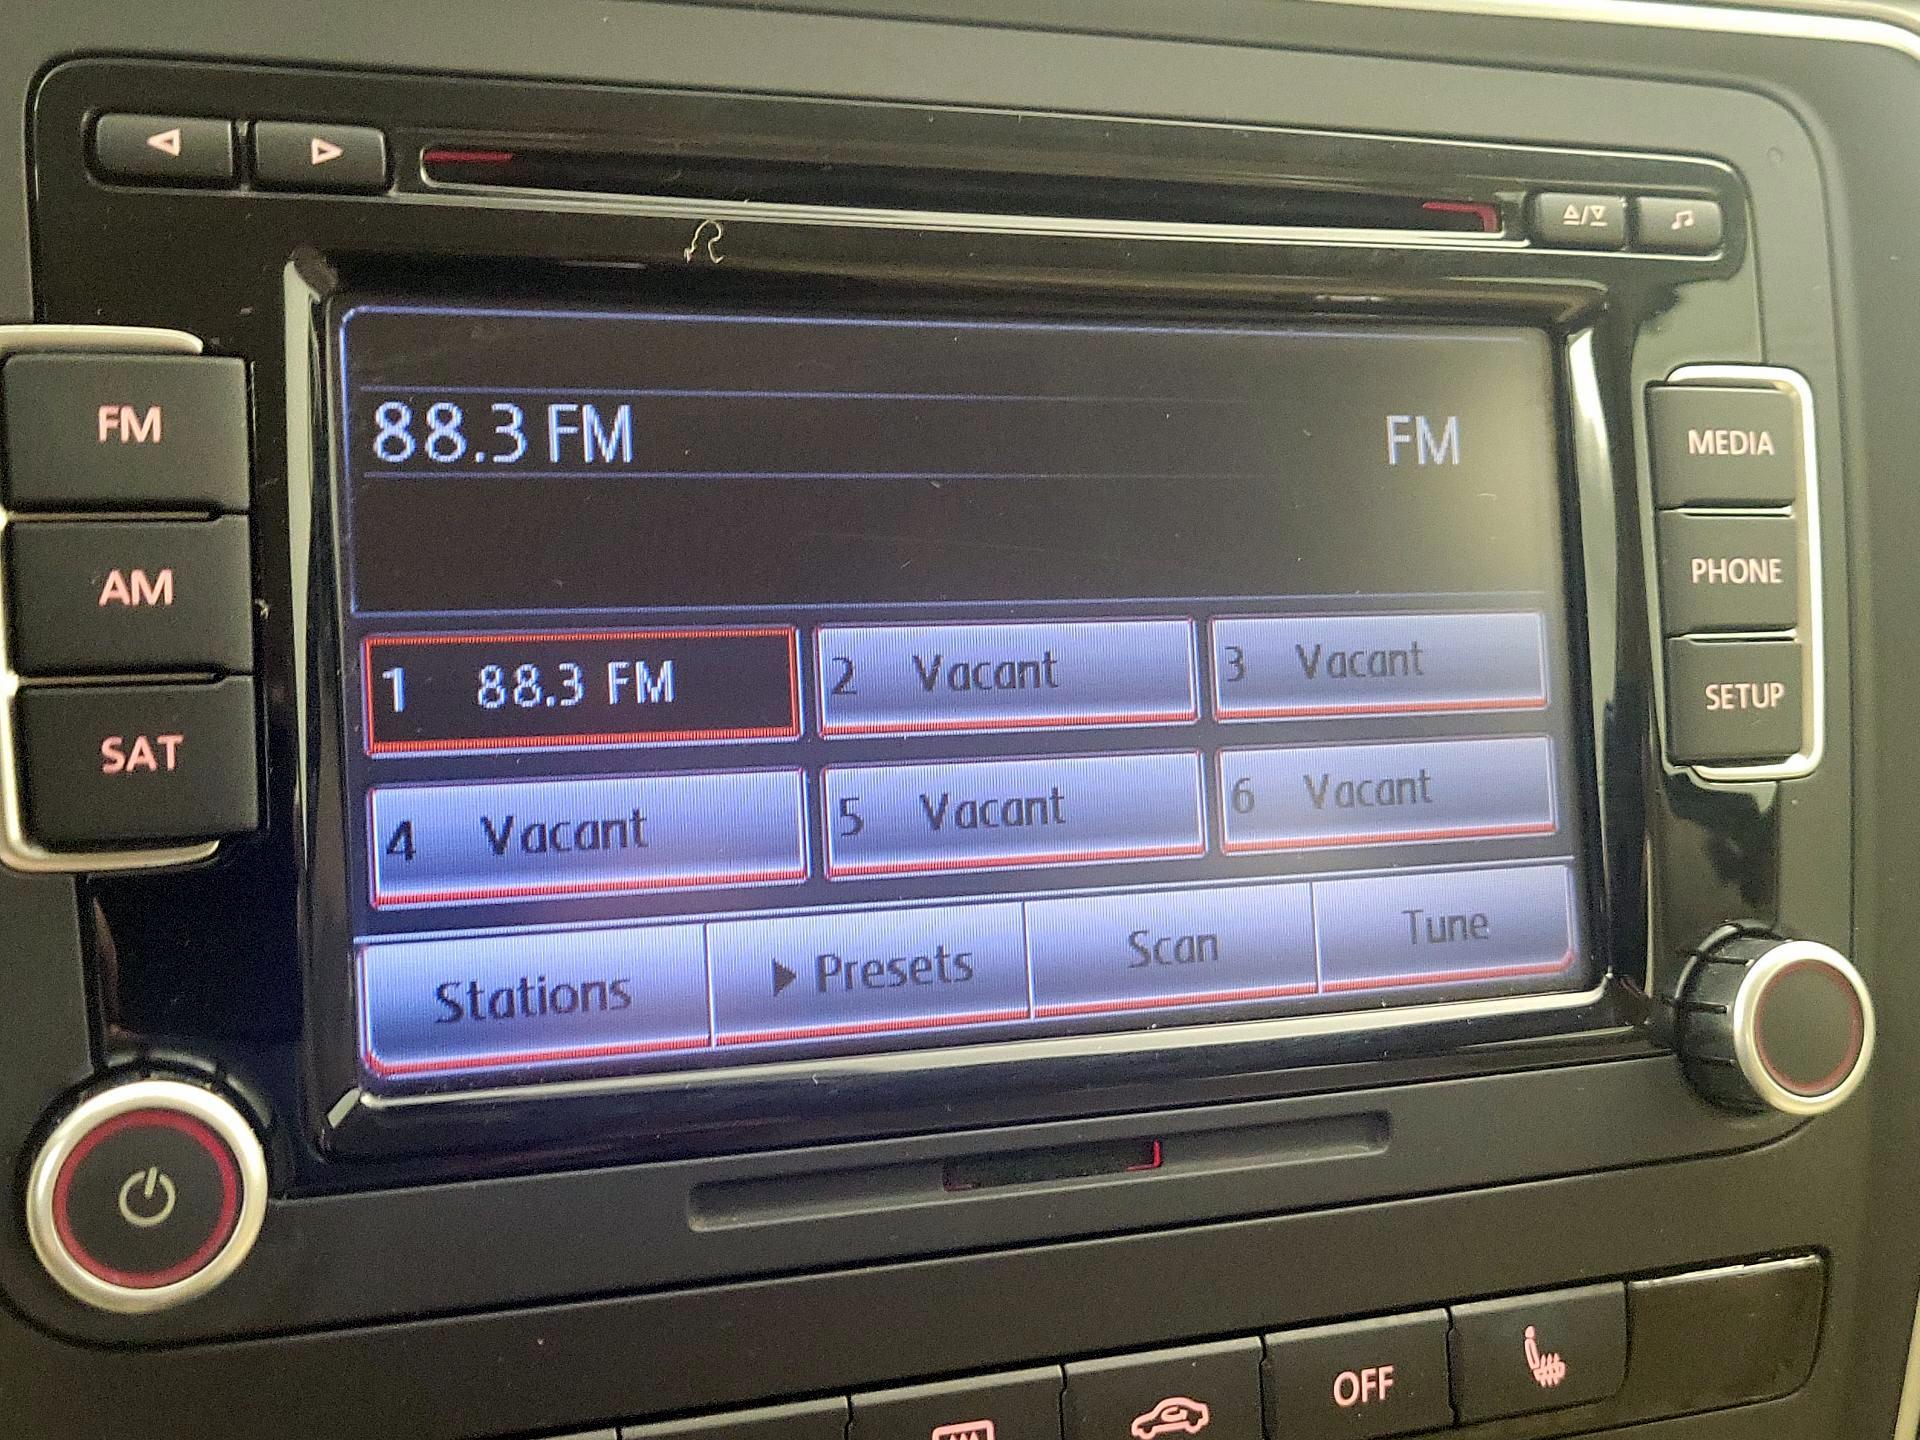 88.3 FM FM
FM
AM
SAT
MEDIA
PHONE
SETUP
1 88.3 FM 2 Vacant 3 Vacant
4 Vacant 5 Vacant 6 Vacant
Stations Presets Scan Tune
OFF